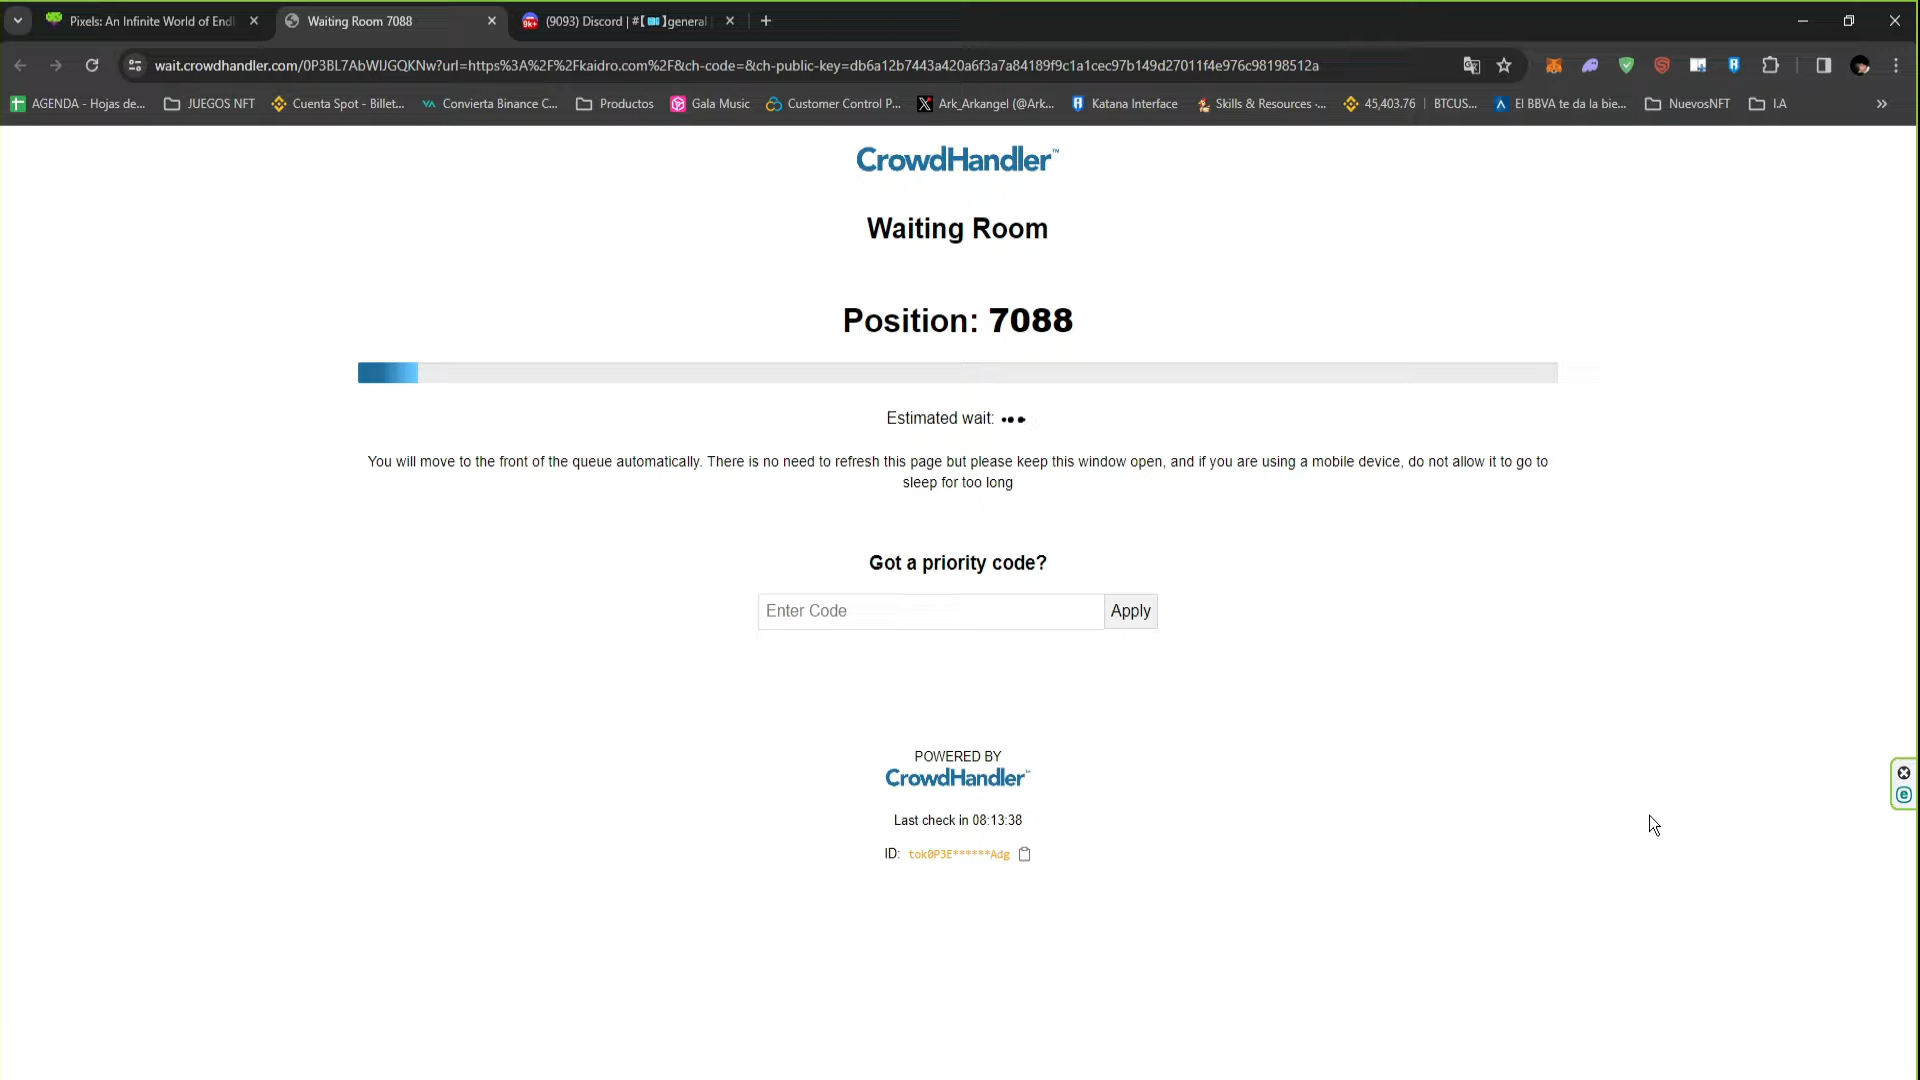 Pixels: An Infinite World of Endl
Waiting Room 7088
(9093) Discord | #[ ]general
wait.crowdhandler.com/0P3BL7AbWlJGQKNw?url=https%3A%2F%2Fkaidro.com%2F&ch-code=&ch-public-key=db6a12b7443a420a6f3a7a84189f9c1a1cec97b149d27011f4e976c98198512a
AGENDA - Hojas de... JUEGOS NFT Cuenta Spot - Billet... Convierta Binance C... Productos Gala Music Customer Control P... Ark_Arkangel (@Ark... Katana Interface Skills & Resources -... 45,403.76 | BTCUS... El BBVA te da la bie... NuevosNFT I.A
CrowdHandler™
Waiting Room
Position: 7088
Estimated wait:
You will move to the front of the queue automatically. There is no need to refresh this page but please keep this window open, and if you are using a mobile device, do not allow it to go to
sleep for too long
Got a priority code?
Enter Code Apply
POWERED BY
CrowdHandler™
Last check in 08:13:38
ID: tok0P3E******Adg